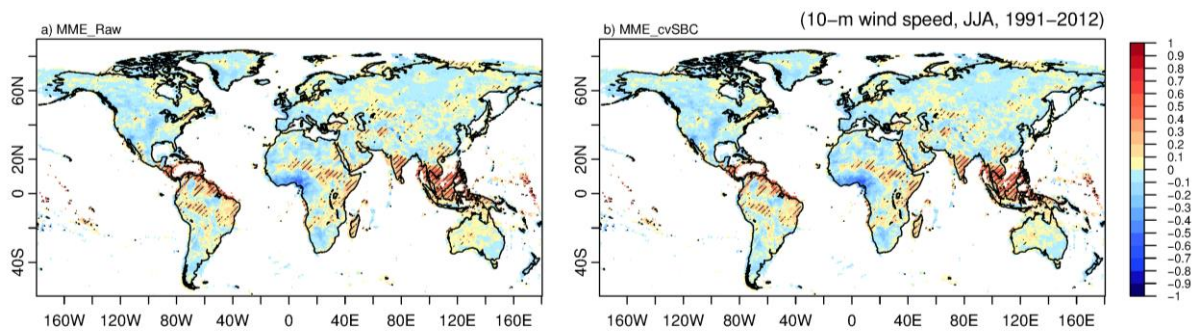 (10-m wind speed, JJA, 1991−2012)
a) MME_Raw
b) MME_cvSBC
60N
20N
0
40S
160W 120W 80W 40W 0 40E 80E 120E 160E
60N
20N
0
40S
160W 120W 80W 40W 0 40E 80E 120E 160E
1
0.9
0.8
0.7
0.6
0.5
0.4
0.3
0.2
0.1
0
−0.1
−0.2
−0.3
−0.4
−0.5
−0.6
−0.7
−0.8
−0.9
−1